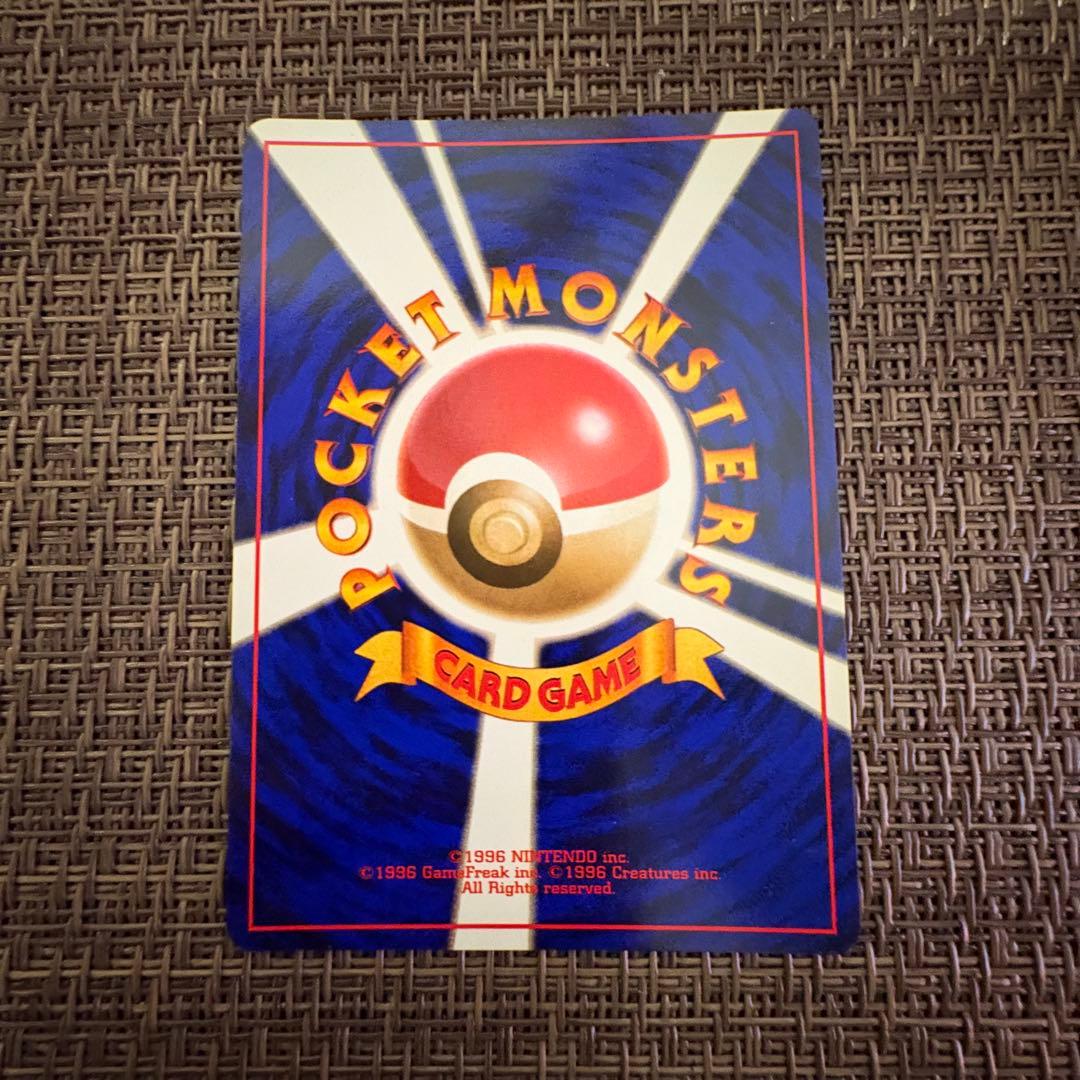 POCKET MONSTERS
CARD GAME
©1996 NINTENDO inc.
©1996 GameFreak inc. ©1996 Creatures inc.
All Rights reserved.